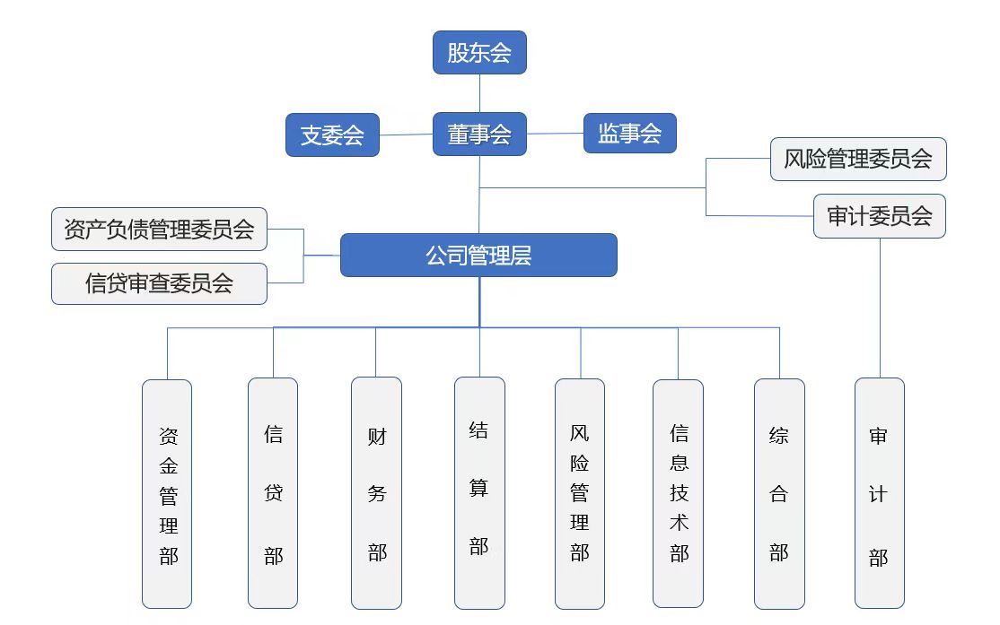 股东会
支委会
董事会
监事会
风险管理委员会
审计委员会
资产负债管理委员会
信贷审查委员会
公司管理层
资金管理部
信贷部
财务部
结算部
风险管理部
信息技术部
综合部
审计部